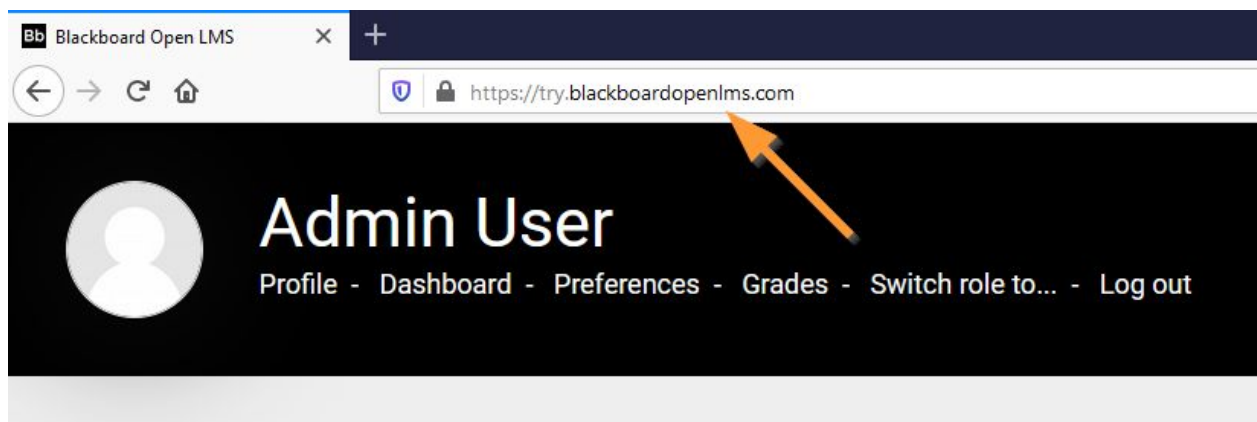 Bb Blackboard Open LMS
https://try.blackboardopenlms.com
Admin User
Profile - Dashboard - Preferences - Grades - Switch role to... - Log out